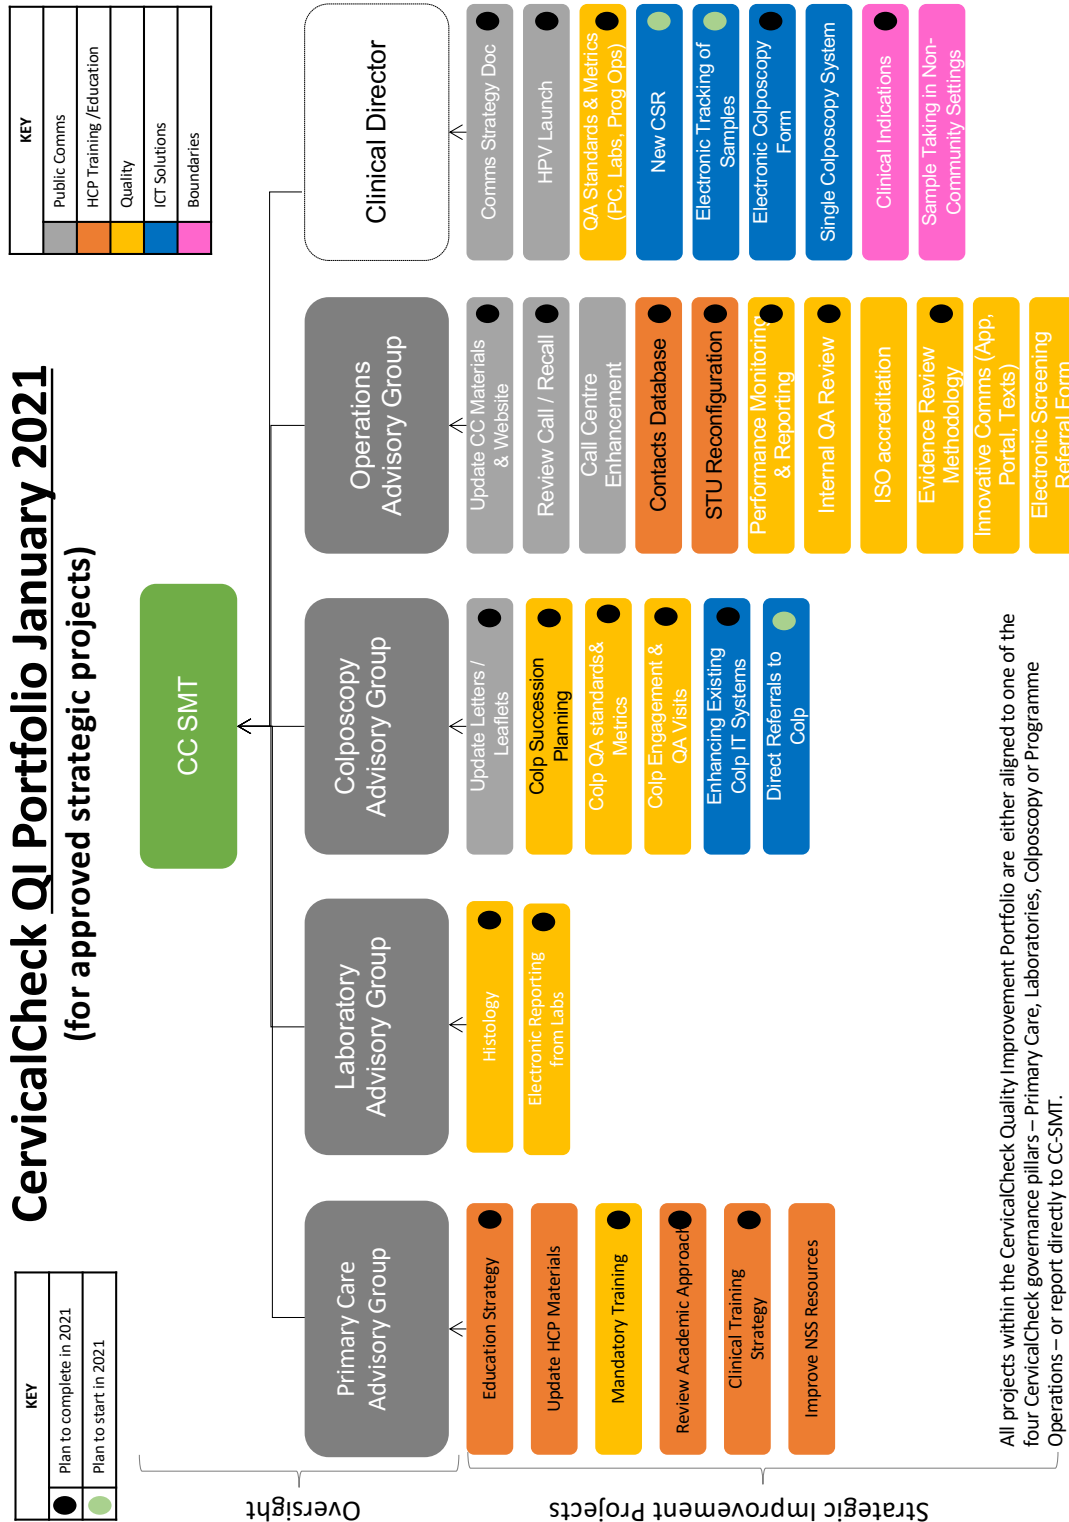 CervicalCheck QI Portfolio January 2021
(for approved strategic projects)
KEY
Plan to complete in 2021
Plan to start in 2021
KEY
Public Comms
HCP Training /Education
Quality
ICT Solutions
Boundaries
CC SMT
Oversight
Primary Care
Advisory Group
Laboratory
Advisory Group
Colposcopy
Advisory Group
Operations
Advisory Group
Clinical Director
Strategic Improvement Projects
Education Strategy
Update HCP Materials
Mandatory Training
Review Academic Approach
Clinical Training
Strategy
Improve NSS Resources
Histology
Electronic Reporting
from Labs
Update Letters /
Leaflets
Colp Succession
Planning
Colp QA standards&
Metrics
Colp Engagement &
QA Visits
Enhancing Existing
Colp IT Systems
Direct Referrals to
Colp
Update CC Materials
& Website
Review Call / Recall
Call Centre
Enhancement
Contacts Database
STU Reconfiguration
Performance Monitoring
& Reporting
Internal QA Review
ISO accreditation
Evidence Review
Methodology
Innovative Comms (App,
Portal, Texts)
Electronic Screening
Referral Form
Comms Strategy Doc
HPV Launch
QA Standards & Metrics
(PC, Labs, Prog Ops)
New CSR
Electronic Tracking of
Samples
Electronic Colposcopy
Form
Single Colposcopy System
Clinical Indications
Sample Taking in Non-
Community Settings
All projects within the CervicalCheck Quality Improvement Portfolio are either aligned to one of the
four CervicalCheck governance pillars – Primary Care, Laboratories, Colposcopy or Programme
Operations – or report directly to CC-SMT.